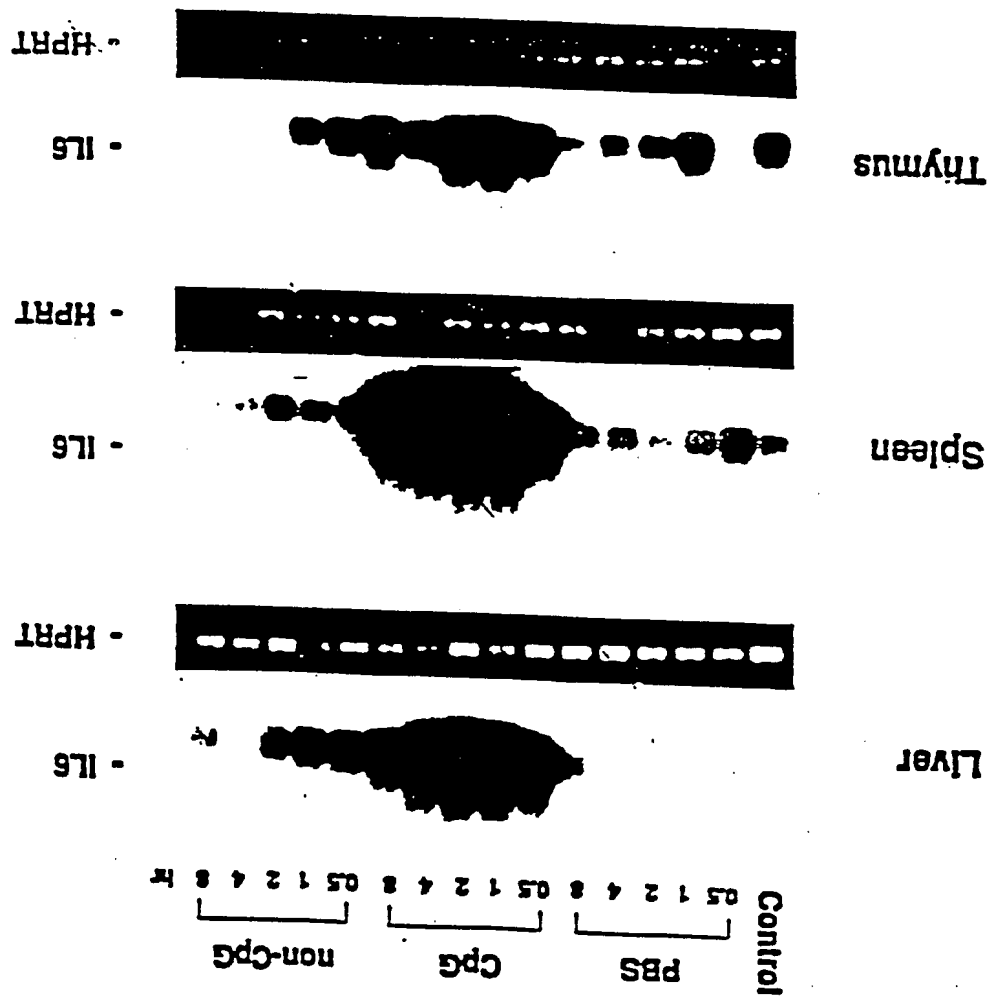 Control PBS CpG non-CpG
0.5 1 2 4 8 0.5 1 2 4 8 0.5 1 2 4 8 hr
Liver - IL6
- HPRT
Spleen - IL6
- HPRT
Thymus - IL6
- HPRT